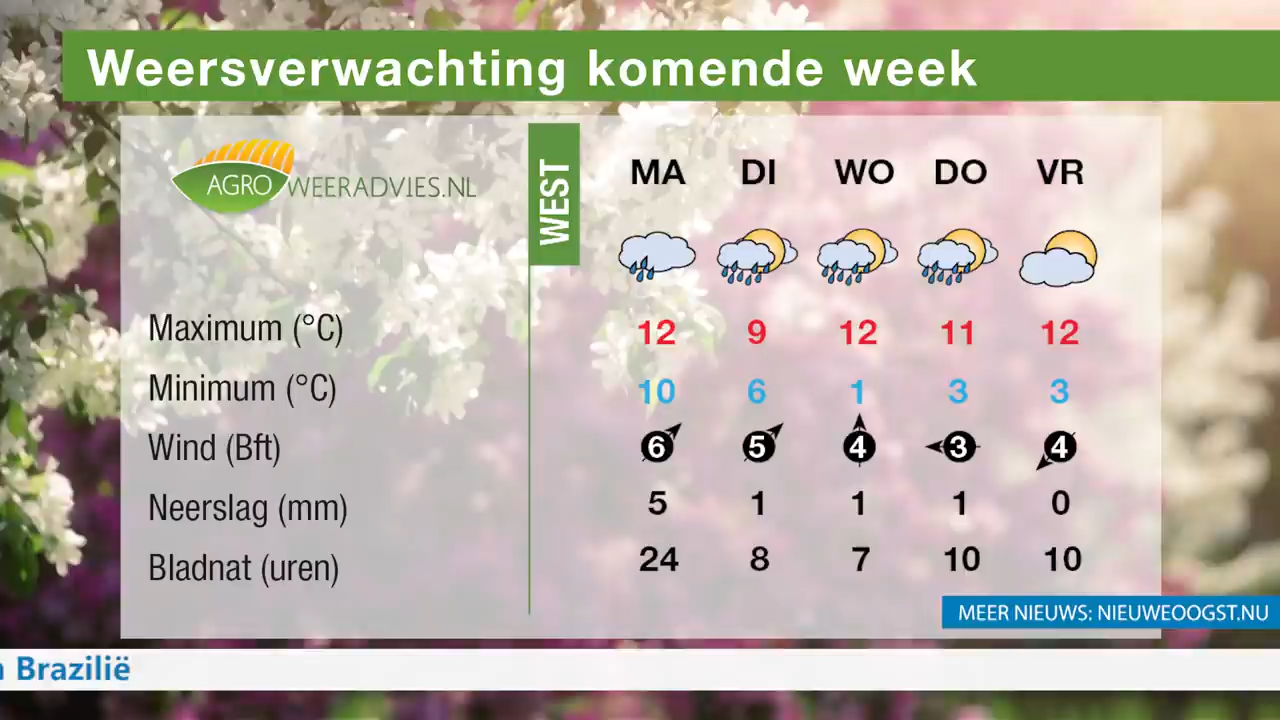 Weersverwachting komende week
AGRO WEERADVIES.NL
WEST
MA DI WO DO VR
Maximum (°C) 12 9 12 11 12
Minimum (°C) 10 6 1 3 3
Wind (Bft) 6 5 4 3 4
Neerslag (mm) 5 1 1 1 0
Bladnat (uren) 24 8 7 10 10
MEER NIEUWS: NIEUWEOOGST.NU
Brazilië